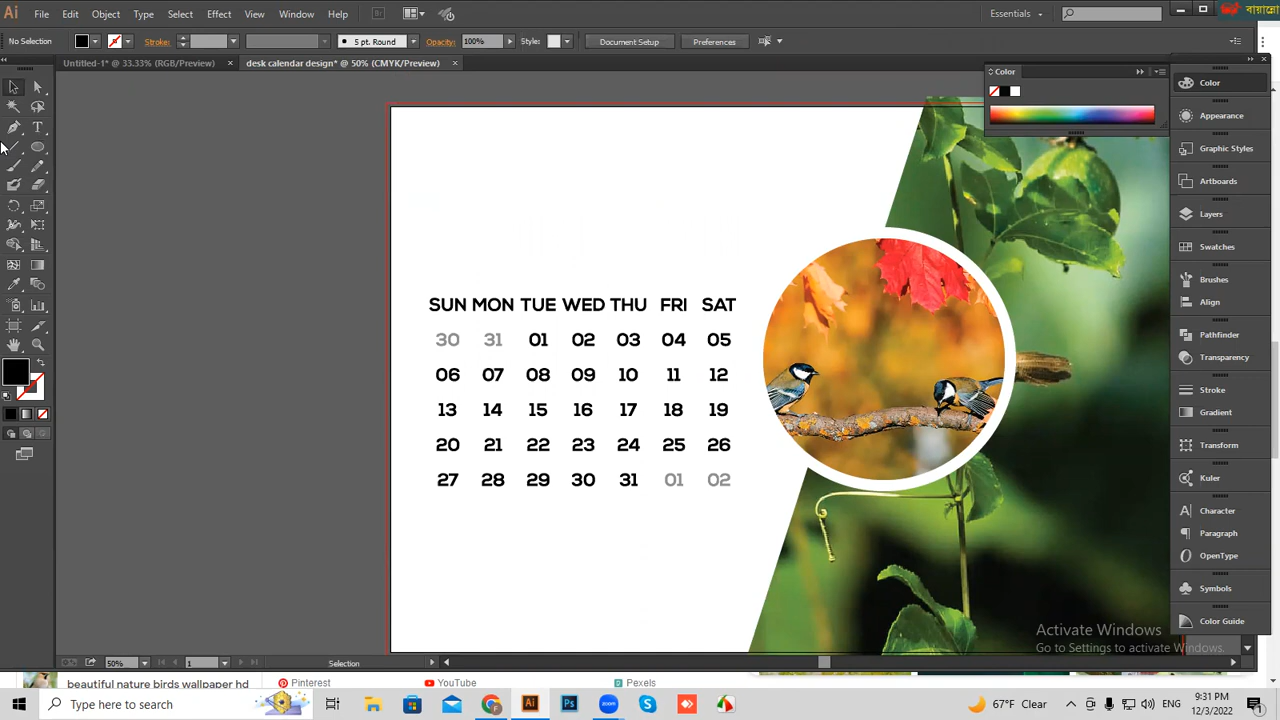 Ai File Edit Object Type Select Effect View Window Help Br Essentials বায়ান্নো
No Selection Stroke: 5 pt. Round Opacity: 100% Style: Document Setup Preferences
Untitled-1* @ 33.33% (RGB/Preview) × desk calendar design* @ 50% (CMYK/Preview) ×
Color
Color
Appearance
Graphic Styles
Artboards
Layers
Swatches
Brushes
Align
Pathfinder
Transparency
Stroke
Gradient
Transform
Kuler
Character
Paragraph
OpenType
Symbols
Color Guide
SUN MON TUE WED THU FRI SAT
30 31 01 02 03 04 05
06 07 08 09 10 11 12
13 14 15 16 17 18 19
20 21 22 23 24 25 26
27 28 29 30 31 01 02
Activate Windows
Go to Settings to activate Windows.
50% 1 Selection
beautiful nature birds wallpaper hd Pinterest YouTube Pexels
Type here to search Ai Ps zoom 67°F Clear ENG 9:31 PM
12/3/2022